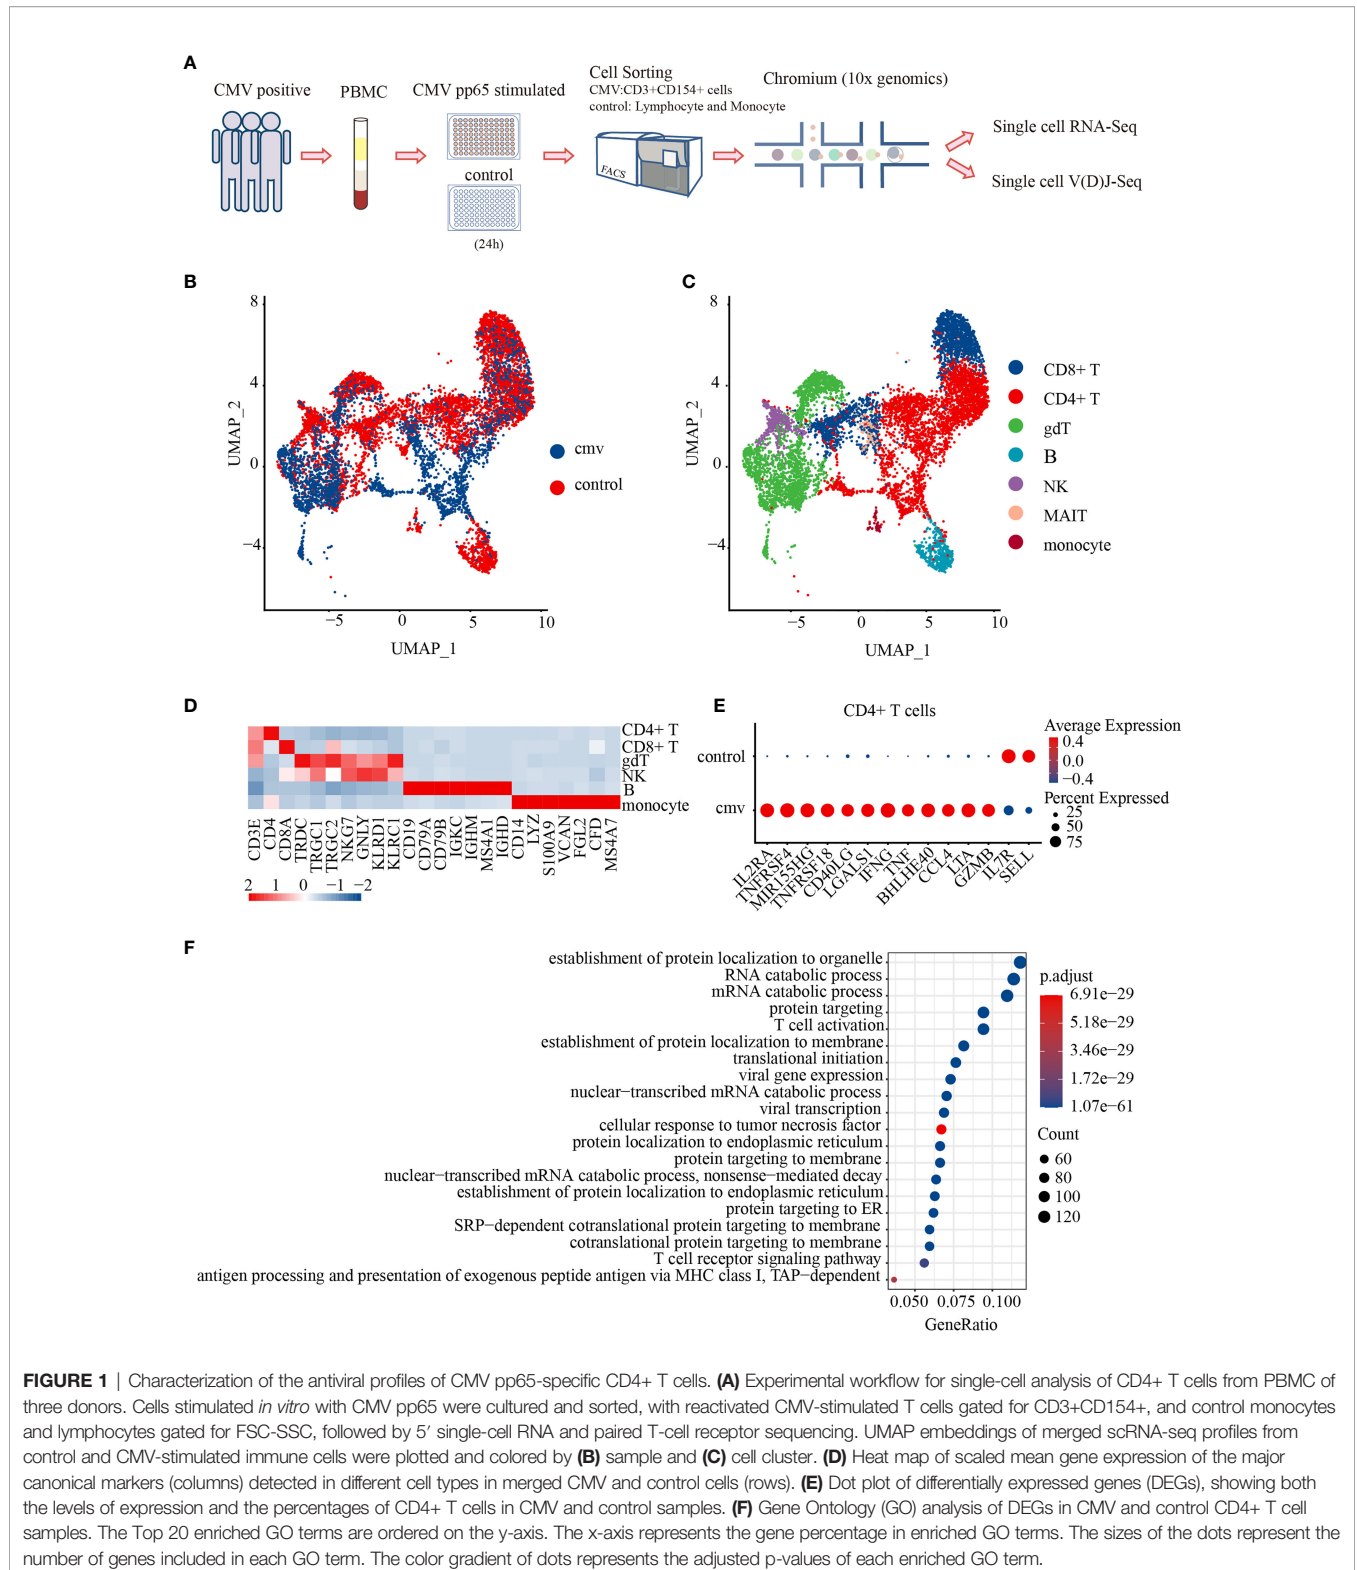 A
CMV positive
PBMC
CMV pp65 stimulated
control
(24h)
Cell Sorting
CMV:CD3+CD154+ cells
control: Lymphocyte and Monocyte
FACS
Chromium (10x genomics)
Single cell RNA-Seq
Single cell V(D)J-Seq
B
8
4
0
−4
UMAP_2
−5 0 5 10
UMAP_1
cmv
control
C
8
4
0
−4
UMAP_2
−5 0 5 10
UMAP_1
CD8+ T
CD4+ T
gdT
B
NK
MAIT
monocyte
D
CD4+ T
CD8+ T
gdT
NK
B
monocyte
CD3E
CD4
CD8A
TRDC
TRGC1
TRGC2
NKG7
GNLY
KLRD1
KLRC1
CD19
CD79A
CD79B
IGKC
IGHM
MS4A1
IGHD
CD14
LYZ
S100A9
VCAN
FGL2
CFD
MS4A7
2 1 0 −1 −2
E
CD4+ T cells
control
cmv
IL2RA
TNFRSF4
MIR155HG
TNFRSF18
CD40LG
LGALS1
IFNG
TNF
BHLHE40
CCL4
LTA
GZMB
IL7R
SELL
Average Expression
0.4
0.0
−0.4
Percent Expressed
25
50
75
F
establishment of protein localization to organelle
RNA catabolic process
mRNA catabolic process
protein targeting
T cell activation
establishment of protein localization to membrane
translational initiation
viral gene expression
nuclear−transcribed mRNA catabolic process
viral transcription
cellular response to tumor necrosis factor
protein localization to endoplasmic reticulum
protein targeting to membrane
nuclear−transcribed mRNA catabolic process, nonsense−mediated decay
establishment of protein localization to endoplasmic reticulum
protein targeting to ER
SRP−dependent cotranslational protein targeting to membrane
cotranslational protein targeting to membrane
T cell receptor signaling pathway
antigen processing and presentation of exogenous peptide antigen via MHC class I, TAP−dependent
0.050 0.075 0.100
GeneRatio
p.adjust
6.91e−29
5.18e−29
3.46e−29
1.72e−29
1.07e−61
Count
60
80
100
120
FIGURE 1 | Characterization of the antiviral profiles of CMV pp65-specific CD4+ T cells. (A) Experimental workflow for single-cell analysis of CD4+ T cells from PBMC of
three donors. Cells stimulated in vitro with CMV pp65 were cultured and sorted, with reactivated CMV-stimulated T cells gated for CD3+CD154+, and control monocytes
and lymphocytes gated for FSC-SSC, followed by 5′ single-cell RNA and paired T-cell receptor sequencing. UMAP embeddings of merged scRNA-seq profiles from
control and CMV-stimulated immune cells were plotted and colored by (B) sample and (C) cell cluster. (D) Heat map of scaled mean gene expression of the major
canonical markers (columns) detected in different cell types in merged CMV and control cells (rows). (E) Dot plot of differentially expressed genes (DEGs), showing both
the levels of expression and the percentages of CD4+ T cells in CMV and control samples. (F) Gene Ontology (GO) analysis of DEGs in CMV and control CD4+ T cell
samples. The Top 20 enriched GO terms are ordered on the y-axis. The x-axis represents the gene percentage in enriched GO terms. The sizes of the dots represent the
number of genes included in each GO term. The color gradient of dots represents the adjusted p-values of each enriched GO term.